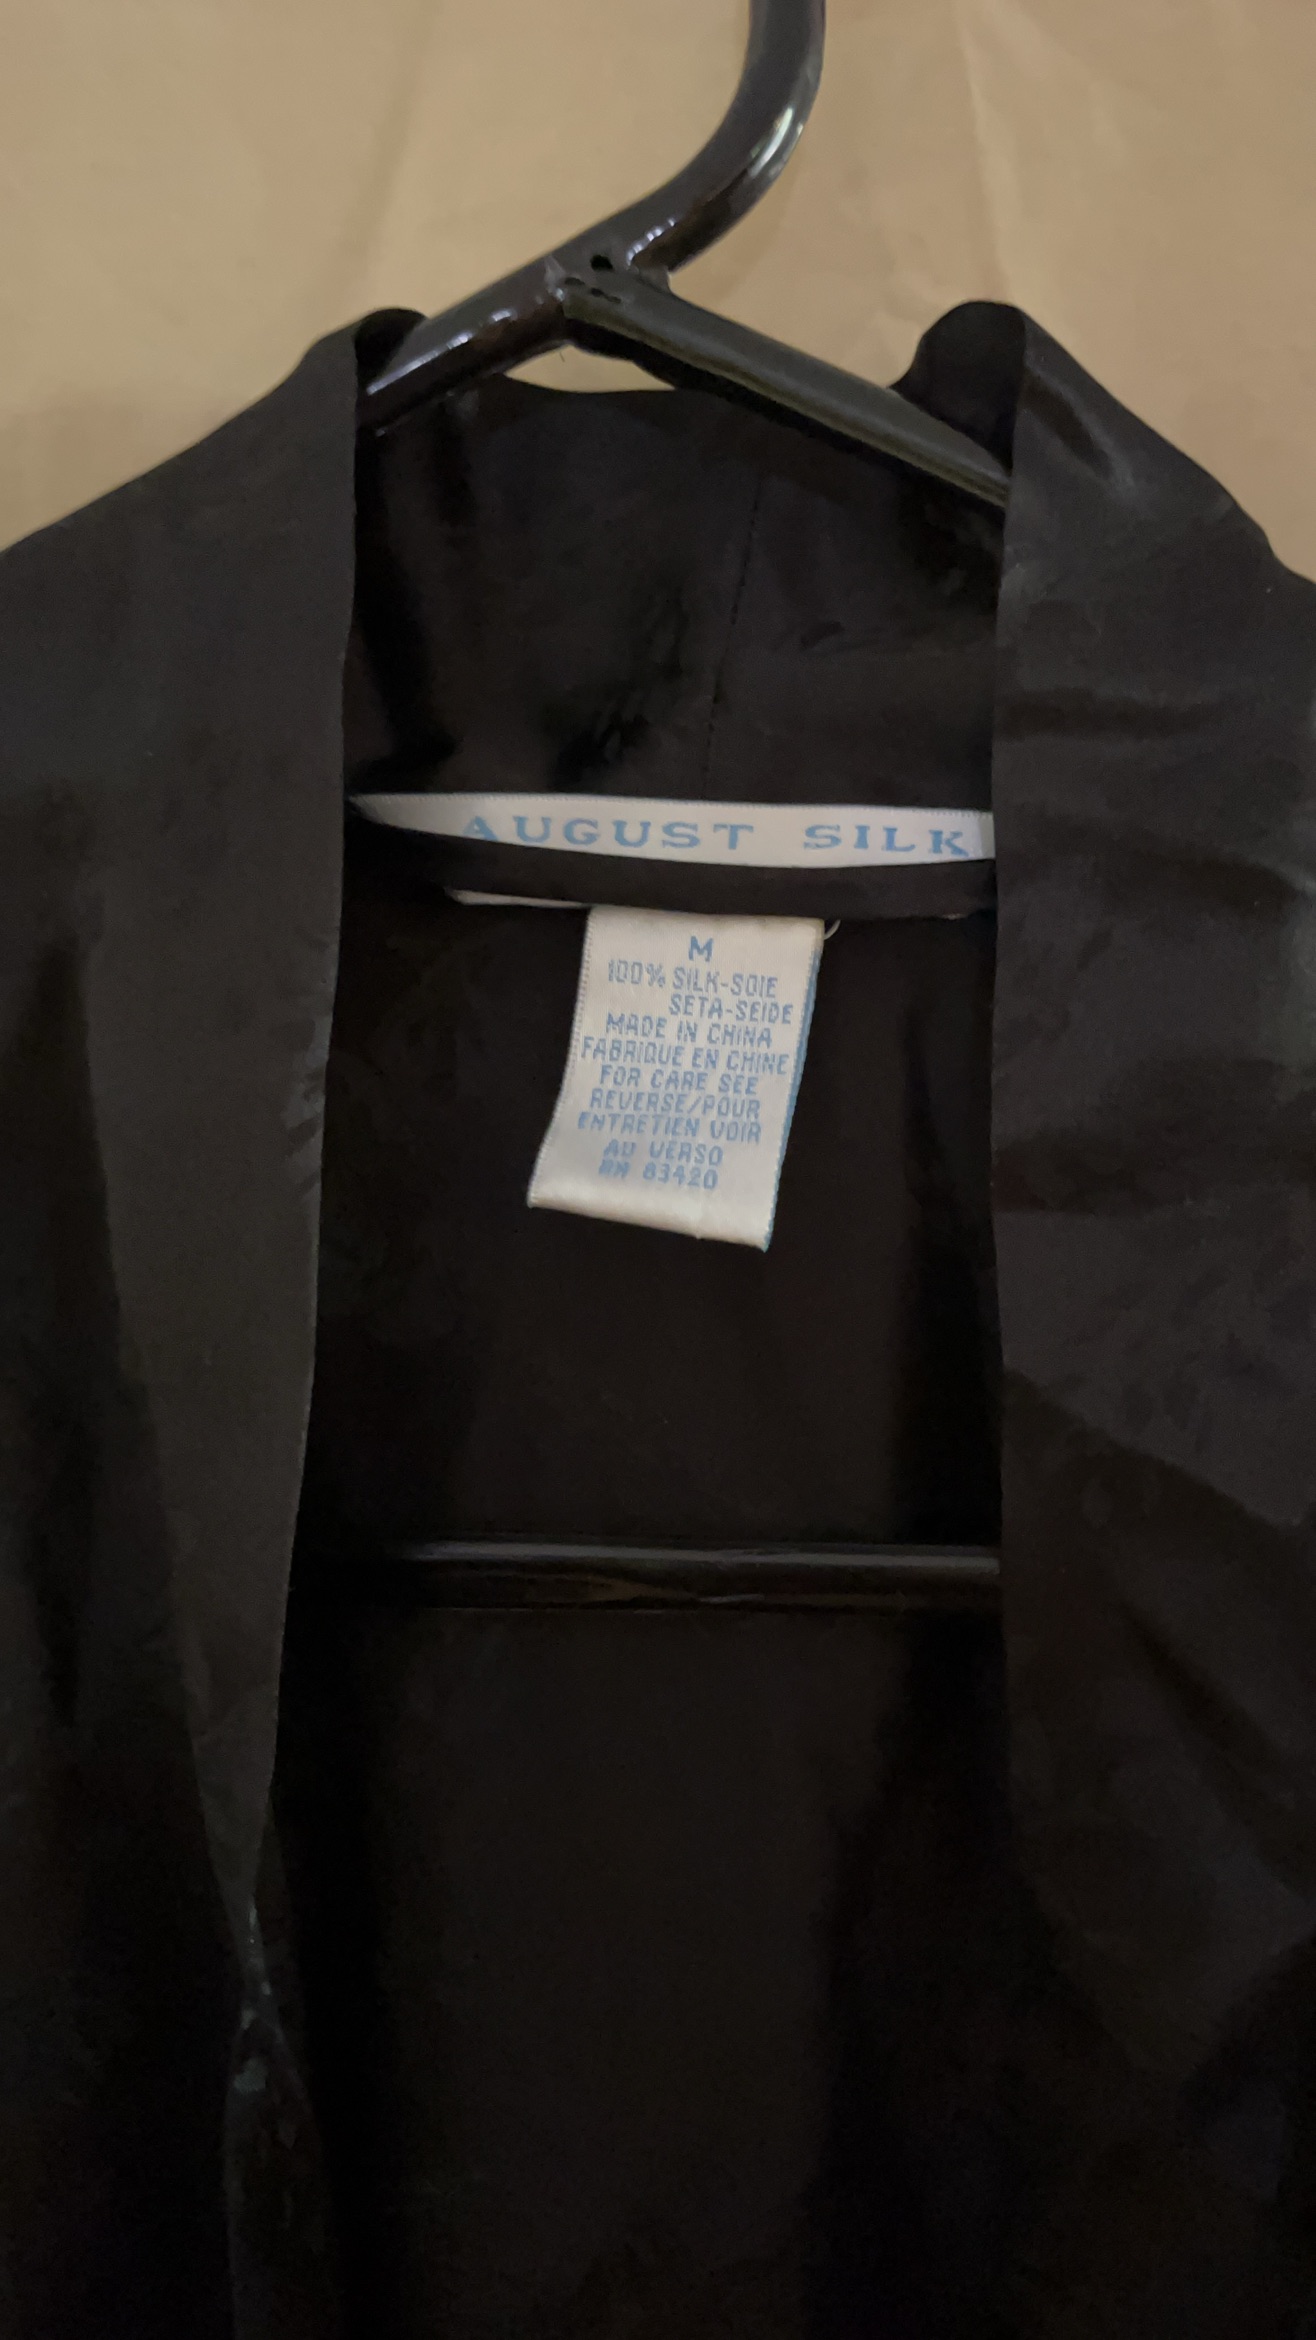 AUGUST SILK
M
100% SILK-SOIE
SETA-SEIDE
MADE IN CHINA
FABRIQUE EN CHINE
FOR CARE SEE
REVERSE/POUR
ENTRETIEN VOIR
AU VERSO
RN 83420